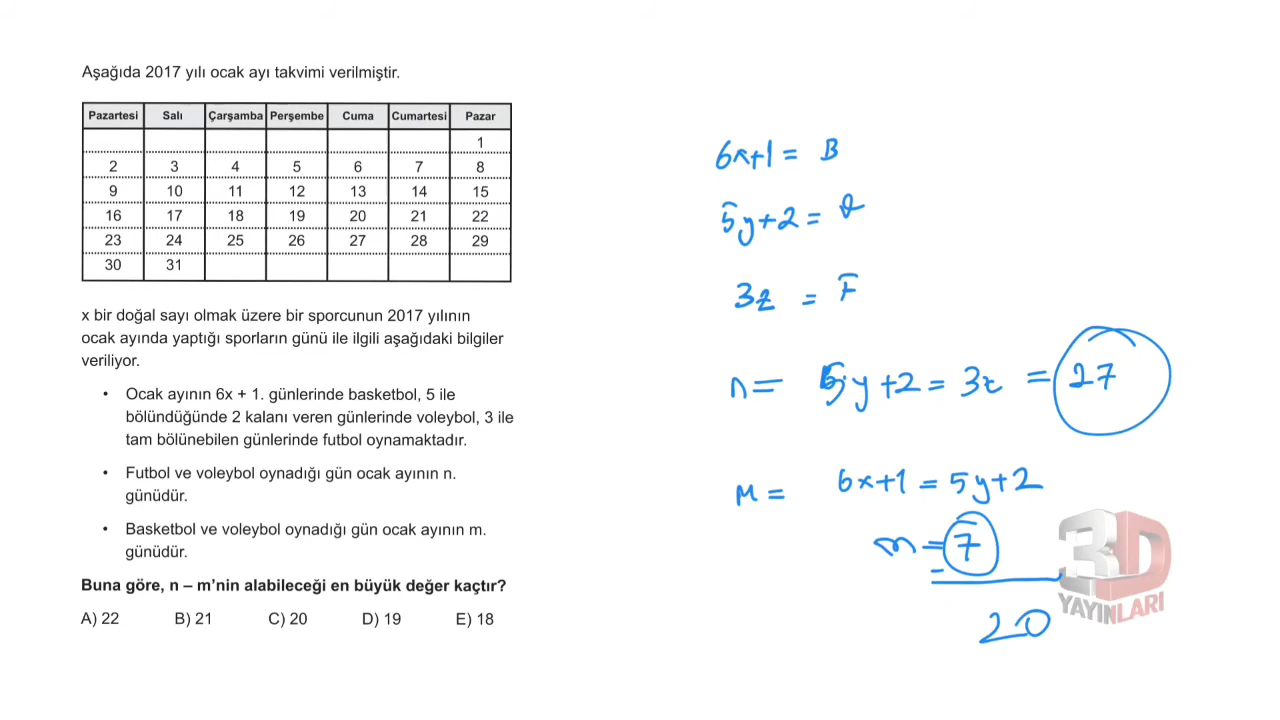 Aşağıda 2017 yılı ocak ayı takvimi verilmiştir.
Pazartesi Salı Çarşamba Perşembe Cuma Cumartesi Pazar
1
2 3 4 5 6 7 8
9 10 11 12 13 14 15
16 17 18 19 20 21 22
23 24 25 26 27 28 29
30 31
x bir doğal sayı olmak üzere bir sporcunun 2017 yılının
ocak ayında yaptığı sporların günü ile ilgili aşağıdaki bilgiler
veriliyor.
• Ocak ayının 6x + 1. günlerinde basketbol, 5 ile
bölündüğünde 2 kalanı veren günlerinde voleybol, 3 ile
tam bölünebilen günlerinde futbol oynamaktadır.
• Futbol ve voleybol oynadığı gün ocak ayının n.
günüdür.
• Basketbol ve voleybol oynadığı gün ocak ayının m.
günüdür.
Buna göre, n – m'nin alabileceği en büyük değer kaçtır?
A) 22 B) 21 C) 20 D) 19 E) 18
6x+1 = B
5y+2 =
3z = F
n = 5y+2 = 3z = 27
M = 6x+1 = 5y+2
m = 7
20
3D
YAYINLARI